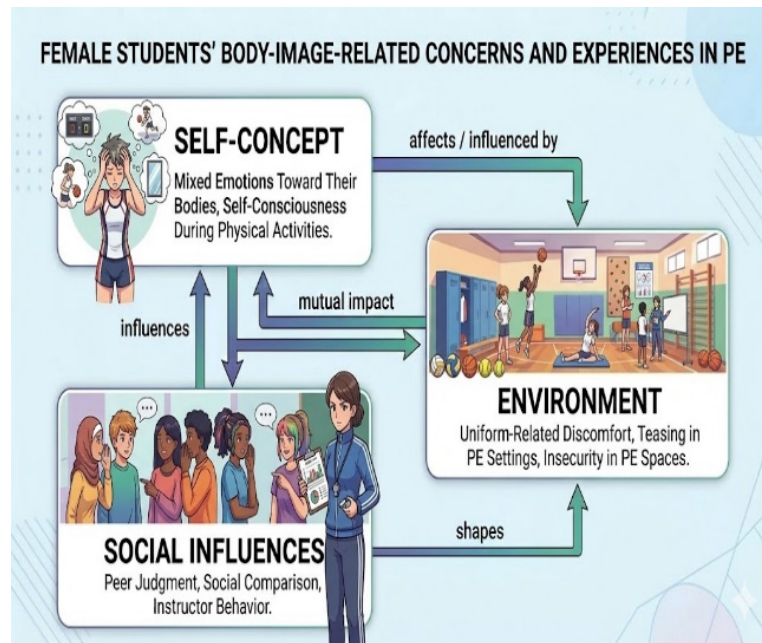 FEMALE STUDENTS' BODY-IMAGE-RELATED CONCERNS AND EXPERIENCES IN PE
SELF-CONCEPT
Mixed Emotions Toward Their
Bodies, Self-Consciousness
During Physical Activities.
affects / influenced by
mutual impact
influences
ENVIRONMENT
Uniform-Related Discomfort, Teasing in
PE Settings, Insecurity in PE Spaces.
SOCIAL INFLUENCES
Peer Judgment, Social Comparison,
Instructor Behavior.
shapes